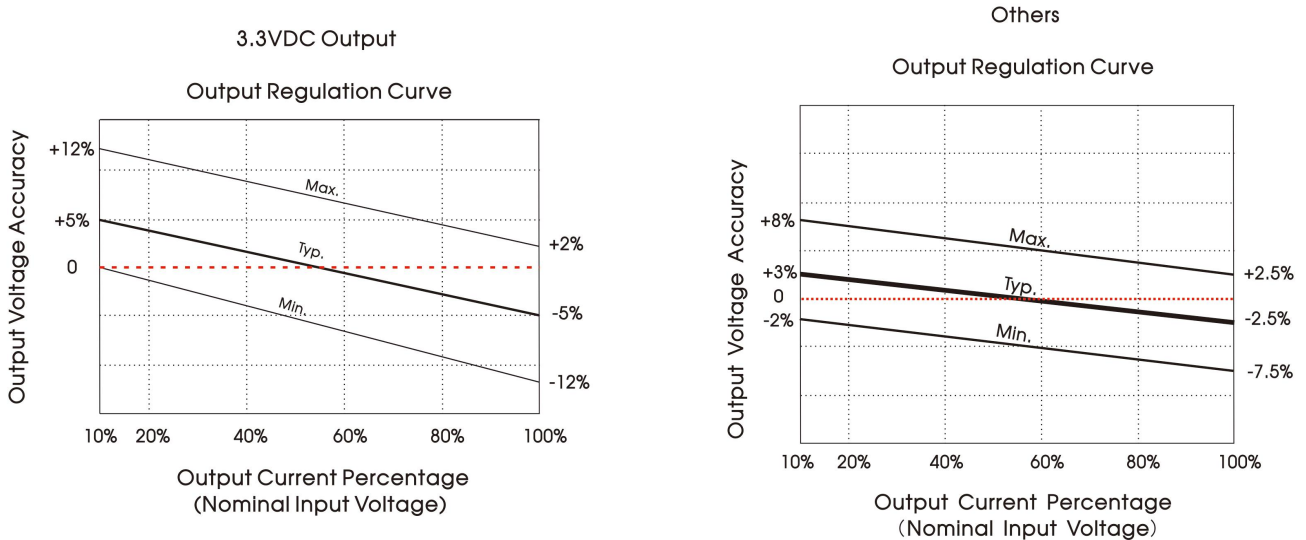 3.3VDC Output
Output Regulation Curve
Output Voltage Accuracy
+12%
+5%
0
Max.
Typ.
Min.
+2%
-5%
-12%
10% 20% 40% 60% 80% 100%
Output Current Percentage
(Nominal Input Voltage)
Others
Output Regulation Curve
Output Voltage Accuracy
+8%
+3%
0
-2%
Max.
Typ.
Min.
+2.5%
-2.5%
-7.5%
10% 20% 40% 60% 80% 100%
Output Current Percentage
(Nominal Input Voltage)